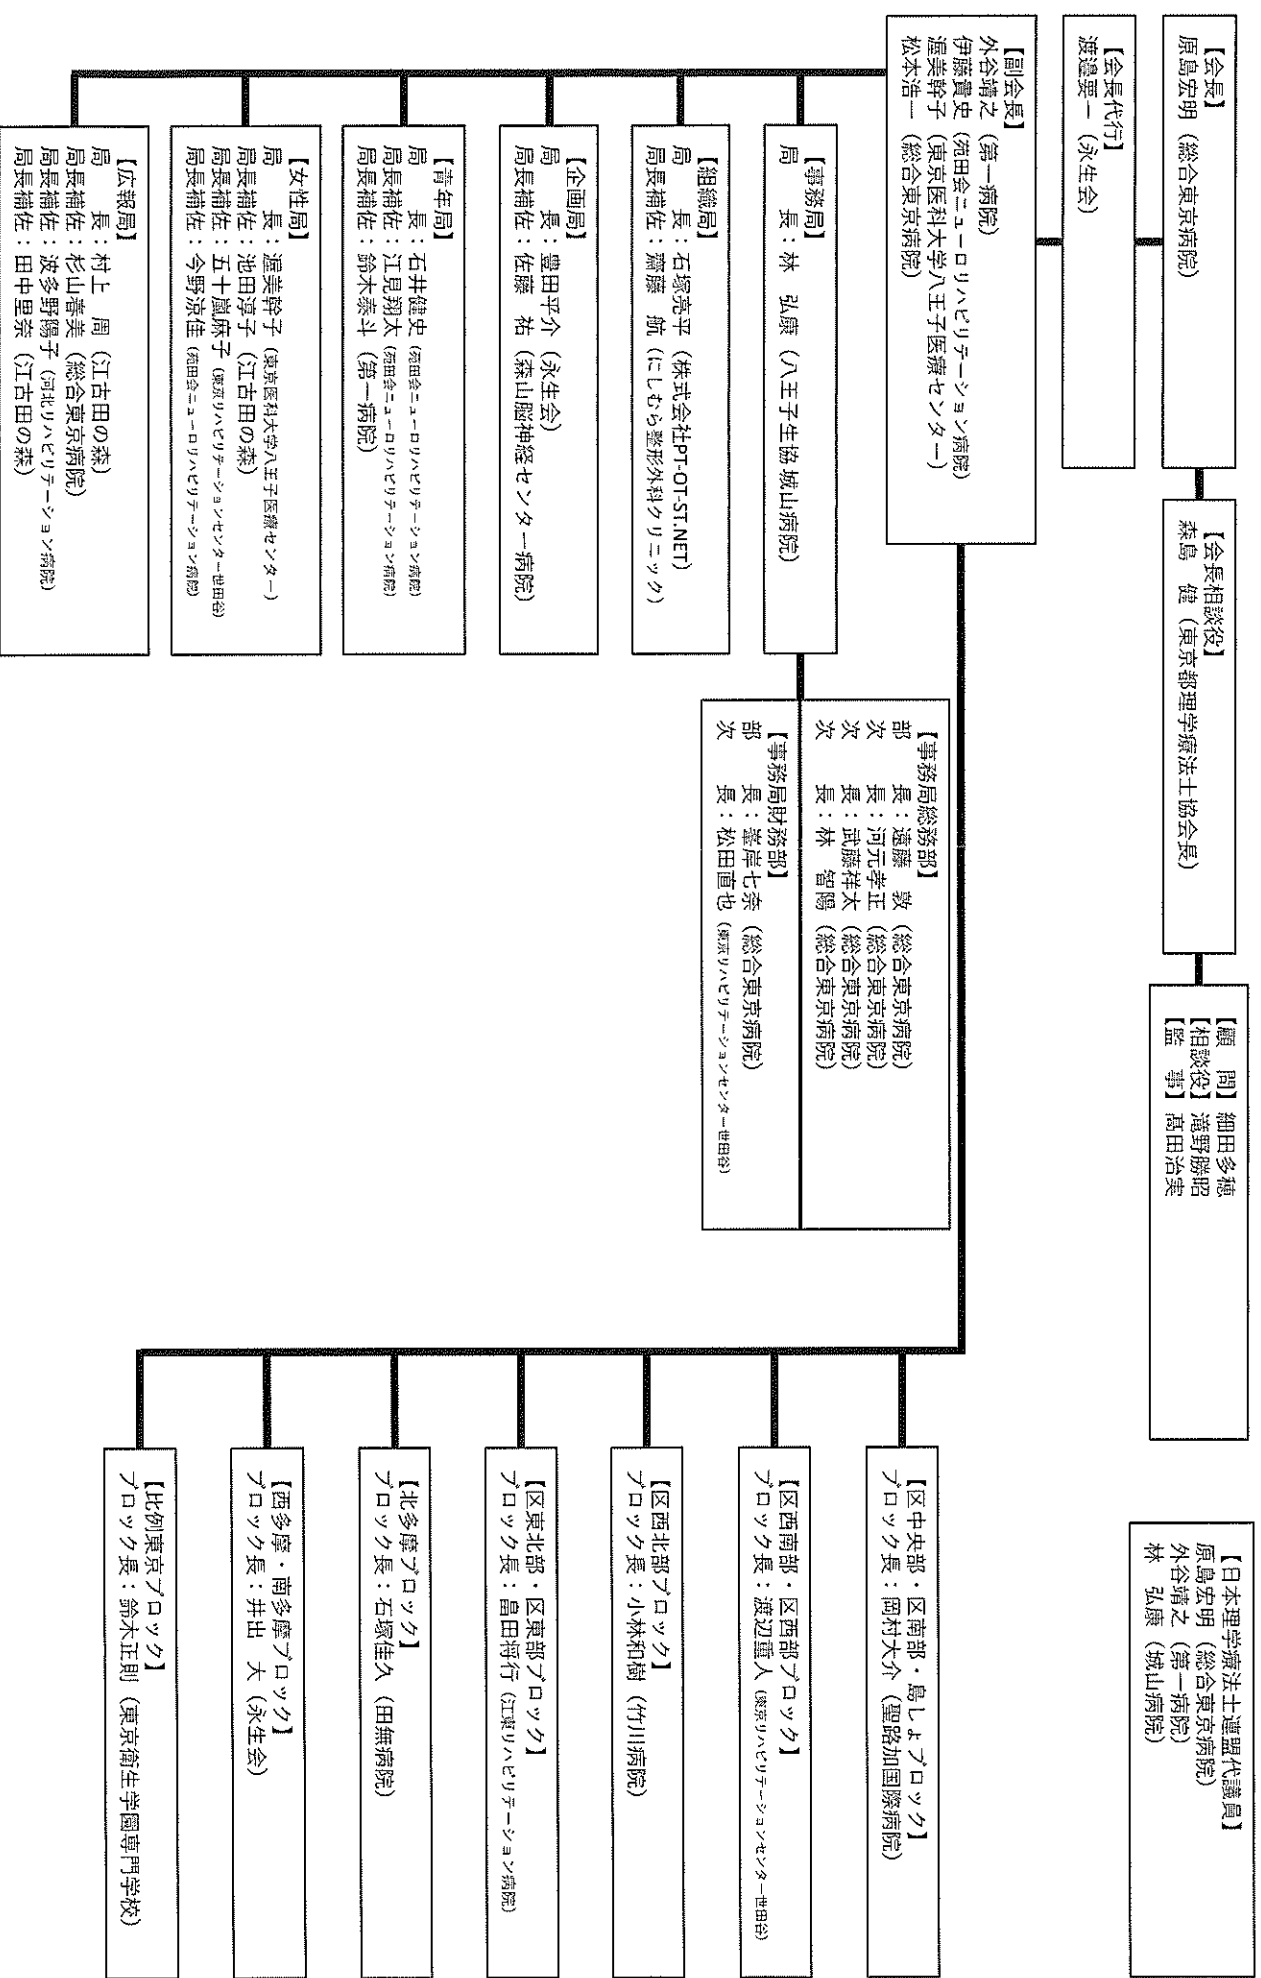 【会長】
原島宏明（総合東京病院）
【会長相談役】
森島　健（東京都理学療法士協会長）
【顧　問】細田多穂
【相談役】滝野勝昭
【監　事】髙田治実
【日本理学療法士連盟代議員】
原島宏明（総合東京病院）
外谷靖之（第一病院）
林　弘康（城山病院）
【会長代行】
渡邉要一（永生会）
【副会長】
外谷靖之（第一病院）
伊藤貴史（苑田会ニューロリハビリテーション病院）
渥美幹子（東京医科大学八王子医療センター）
松本浩一（総合東京病院）
【事務局】
局　　長：林　弘康（八王子生協城山病院）
【事務局総務部】
部　　長：遠藤　敦（総合東京病院）
次　　長：河元孝正（総合東京病院）
次　　長：武藤祥太（総合東京病院）
次　　長：林　智陽（総合東京病院）
【事務局財務部】
部　　長：峯岸七奈（総合東京病院）
次　　長：松田直也（東京リハビリテーションセンター世田谷）
【組織局】
局　　長：石塚亮平（株式会社PT-OT-ST.NET）
局長補佐：齋藤　航（にしむら整形外科クリニック）
【企画局】
局　　長：豊田平介（永生会）
局長補佐：佐藤　祐（森山脳神経センター病院）
【青年局】
局　　長：石井健史（苑田会ニューロリハビリテーション病院）
局長補佐：江見翔太（苑田会ニューロリハビリテーション病院）
局長補佐：鈴木泰斗（第一病院）
【女性局】
局　　長：渥美幹子（東京医科大学八王子医療センター）
局長補佐：池田淳子（江古田の森）
局長補佐：五十嵐麻子（東京リハビリテーションセンター世田谷）
局長補佐：今野涼佳（苑田会ニューロリハビリテーション病院）
【広報局】
局　　長：村上　周（江古田の森）
局長補佐：杉山春美（総合東京病院）
局長補佐：波多野陽子（河北リハビリテーション病院）
局長補佐：田中里奈（江古田の森）
【区中央部・区南部・島しょブロック】
ブロック長：岡村大介（聖路加国際病院）
【区西南部・区西部ブロック】
ブロック長：渡辺重人（東京リハビリテーションセンター世田谷）
【区西北部ブロック】
ブロック長：小林和樹（竹川病院）
【区東北部・区東部ブロック】
ブロック長：畠田将行（江東リハビリテーション病院）
【北多摩ブロック】
ブロック長：石塚佳久（田無病院）
【西多摩・南多摩ブロック】
ブロック長：井出　大（永生会）
【比例東京ブロック】
ブロック長：鈴木正則（東京衛生学園専門学校）